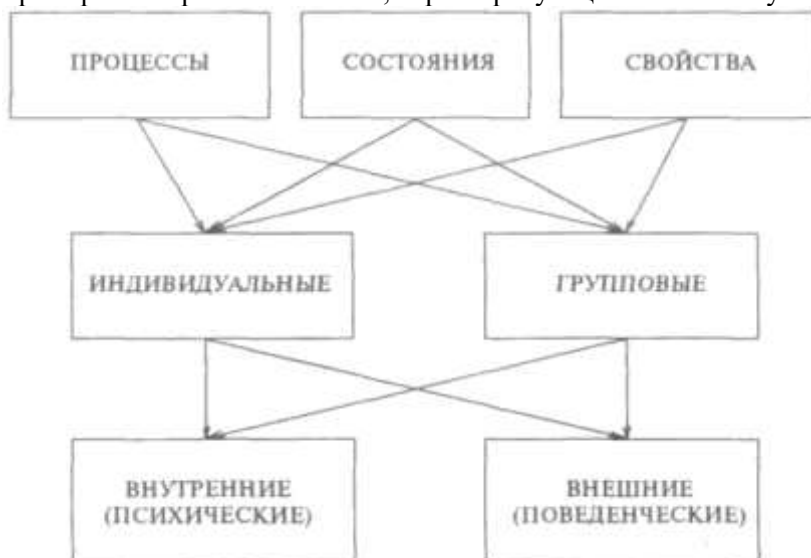 ПРОЦЕССЫ
СОСТОЯНИЯ
СВОЙСТВА
ИНДИВИДУАЛЬНЫЕ
ГРУППОВЫЕ
ВНУТРЕННИЕ
(ПСИХИЧЕСКИЕ)
ВНЕШНИЕ
(ПОВЕДЕНЧЕСКИЕ)